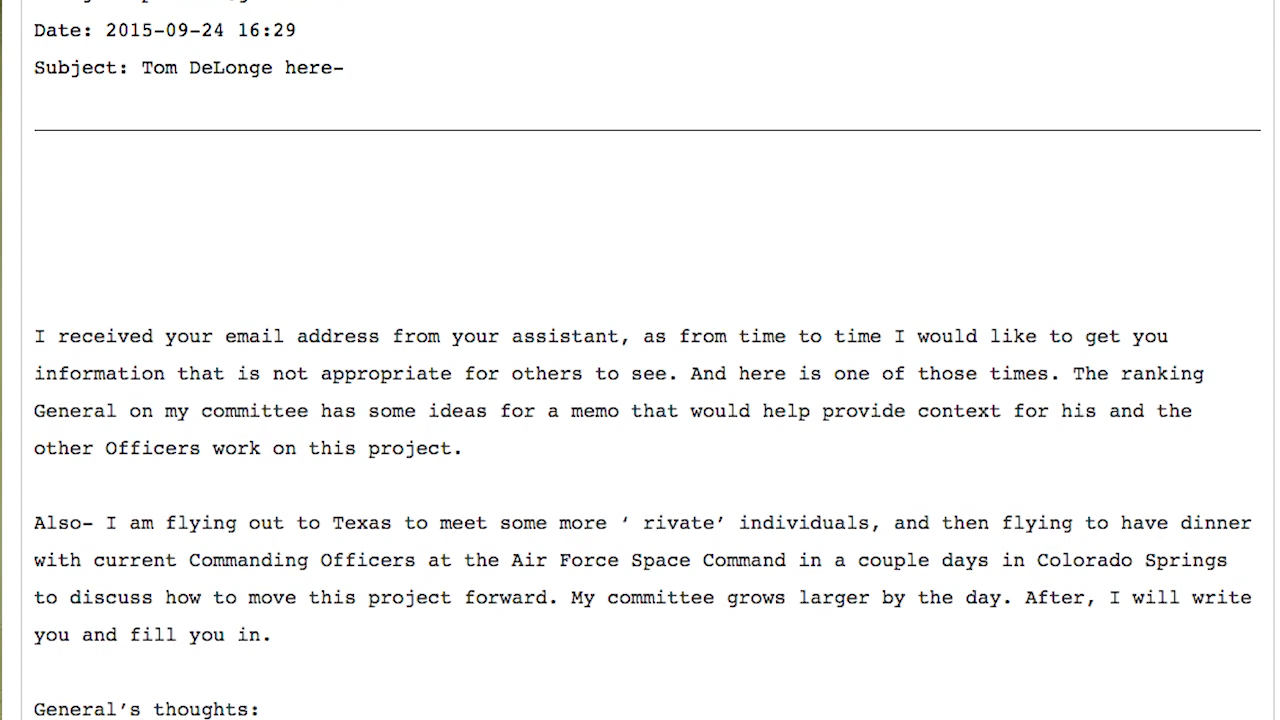 Date: 2015-09-24 16:29
Subject: Tom DeLonge here-
I received your email address from your assistant, as from time to time I would like to get you
information that is not appropriate for others to see. And here is one of those times. The ranking
General on my committee has some ideas for a memo that would help provide context for his and the
other Officers work on this project.
Also- I am flying out to Texas to meet some more ‘ rivate’ individuals, and then flying to have dinner
with current Commanding Officers at the Air Force Space Command in a couple days in Colorado Springs
to discuss how to move this project forward. My committee grows larger by the day. After, I will write
you and fill you in.
General’s thoughts: